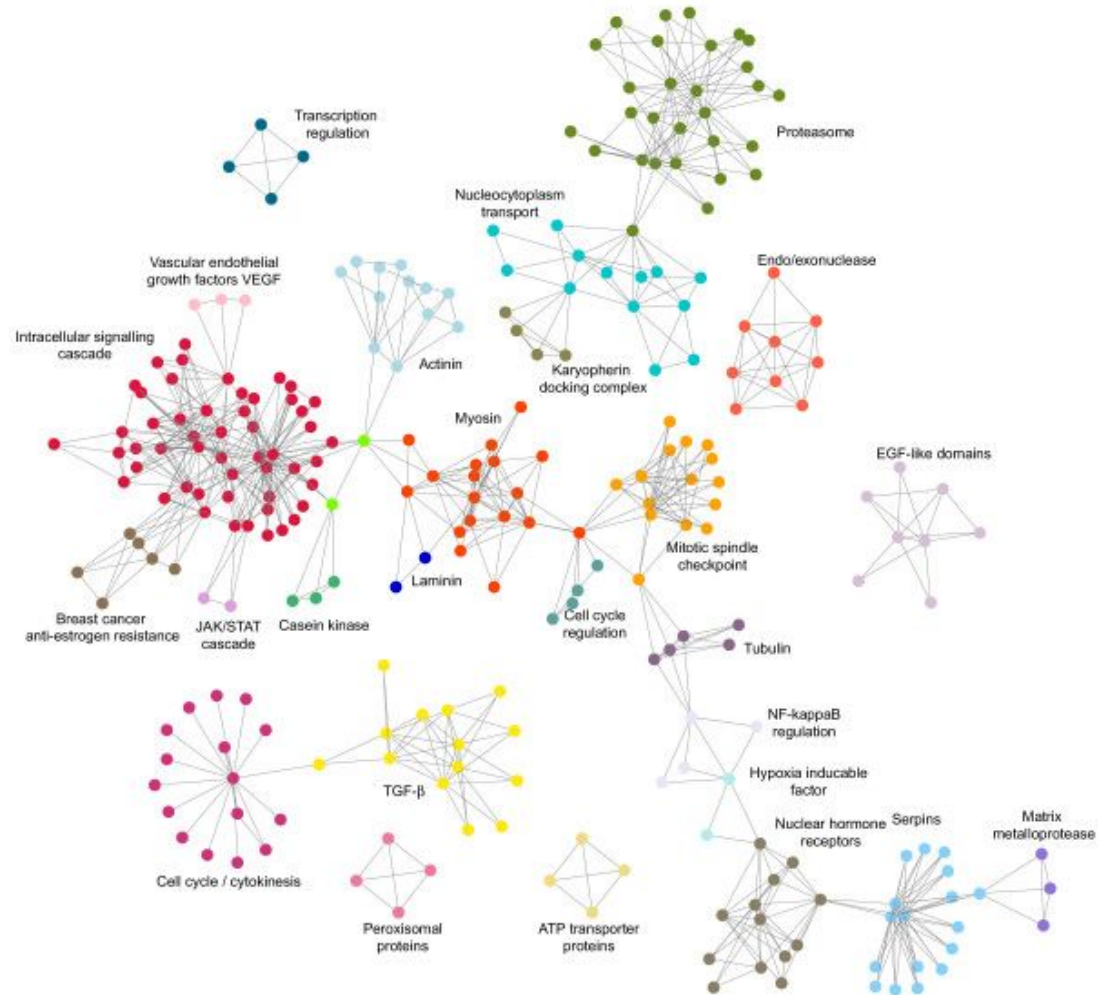 Transcription
regulation
Proteasome
Nucleocytoplasm
transport
Vascular endothelial
growth factors VEGF
Endo/exonuclease
Intracellular signalling
cascade
Actinin
Karyopherin
docking complex
Myosin
EGF-like domains
Mitotic spindle
checkpoint
Laminin
Breast cancer
anti-estrogen resistance
JAK/STAT
cascade
Casein kinase
Cell cycle
regulation
Tubulin
NF-kappaB
regulation
TGF-β
Hypoxia inducable
factor
Nuclear hormone
receptors
Serpins
Matrix
metalloprotease
Cell cycle / cytokinesis
Peroxisomal
proteins
ATP transporter
proteins